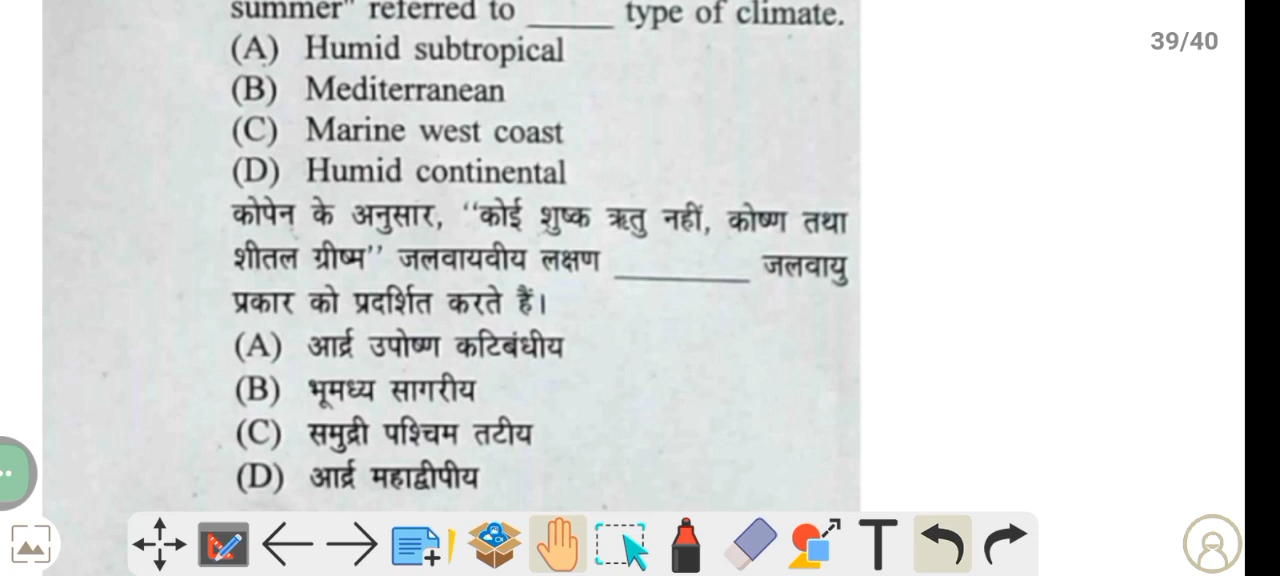 summer" referred to ______ type of climate.
39/40
(A) Humid subtropical
(B) Mediterranean
(C) Marine west coast
(D) Humid continental
कोपेन के अनुसार, ‘‘कोई शुष्क ऋतु नहीं, कोष्ण तथा
शीतल ग्रीष्म’’ जलवायवीय लक्षण ________ जलवायु
प्रकार को प्रदर्शित करते हैं।
(A) आर्द्र उपोष्ण कटिबंधीय
(B) भूमध्य सागरीय
(C) समुद्री पश्चिम तटीय
(D) आर्द्र महाद्वीपीय
T